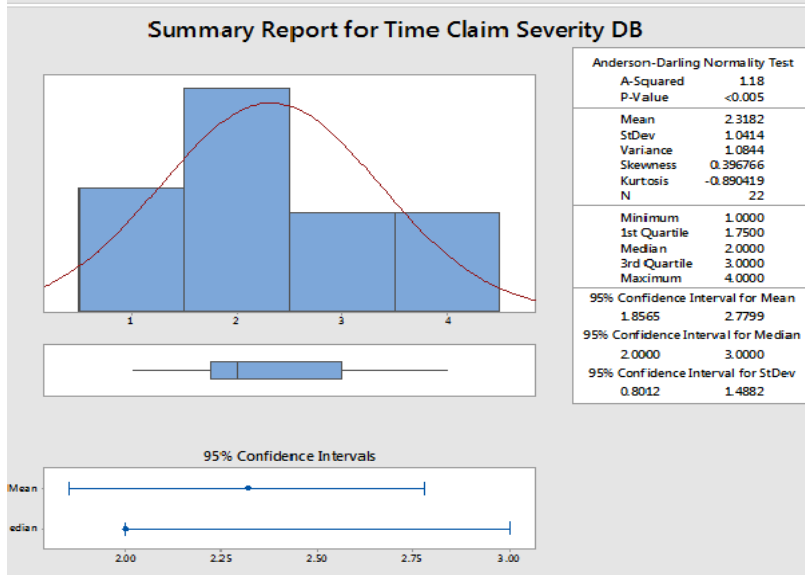 Summary Report for Time Claim Severity DB
1 2 3 4
95% Confidence Intervals
Mean
edian
2.00 2.25 2.50 2.75 3.00
Anderson-Darling Normality Test
A-Squared 1.18
P-Value <0.005
Mean 2.3182
StDev 1.0414
Variance 1.0844
Skewness 0.396766
Kurtosis -0.890419
N 22
Minimum 1.0000
1st Quartile 1.7500
Median 2.0000
3rd Quartile 3.0000
Maximum 4.0000
95% Confidence Interval for Mean
1.8565 2.7799
95% Confidence Interval for Median
2.0000 3.0000
95% Confidence Interval for StDev
0.8012 1.4882